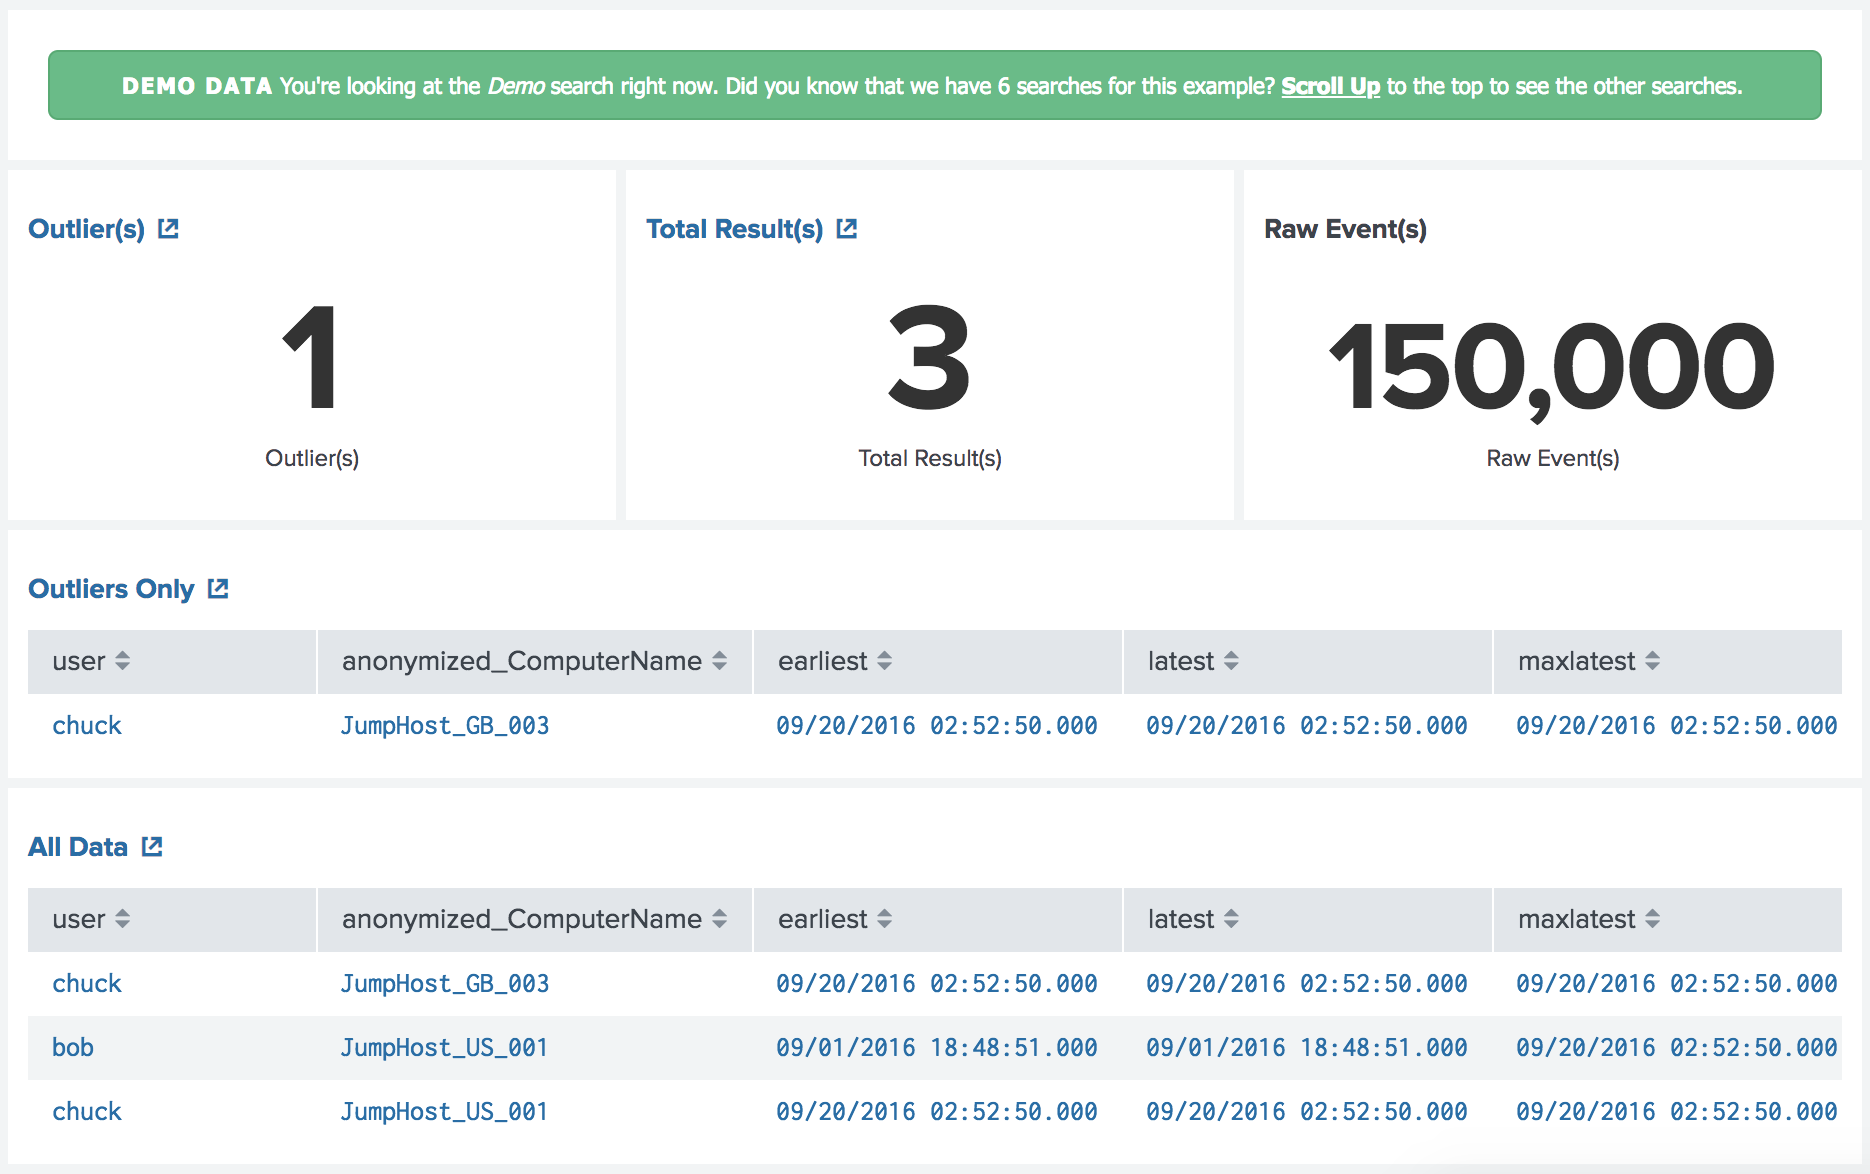 DEMO DATA You're looking at the Demo search right now. Did you know that we have 6 searches for this example? Scroll Up to the top to see the other searches.
Outlier(s) Total Result(s) Raw Event(s)
1 3 150,000
Outlier(s) Total Result(s) Raw Event(s)
Outliers Only
user anonymized_ComputerName earliest latest maxlatest
chuck JumpHost_GB_003 09/20/2016 02:52:50.000 09/20/2016 02:52:50.000 09/20/2016 02:52:50.000
All Data
user anonymized_ComputerName earliest latest maxlatest
chuck JumpHost_GB_003 09/20/2016 02:52:50.000 09/20/2016 02:52:50.000 09/20/2016 02:52:50.000
bob JumpHost_US_001 09/01/2016 18:48:51.000 09/01/2016 18:48:51.000 09/20/2016 02:52:50.000
chuck JumpHost_US_001 09/20/2016 02:52:50.000 09/20/2016 02:52:50.000 09/20/2016 02:52:50.000